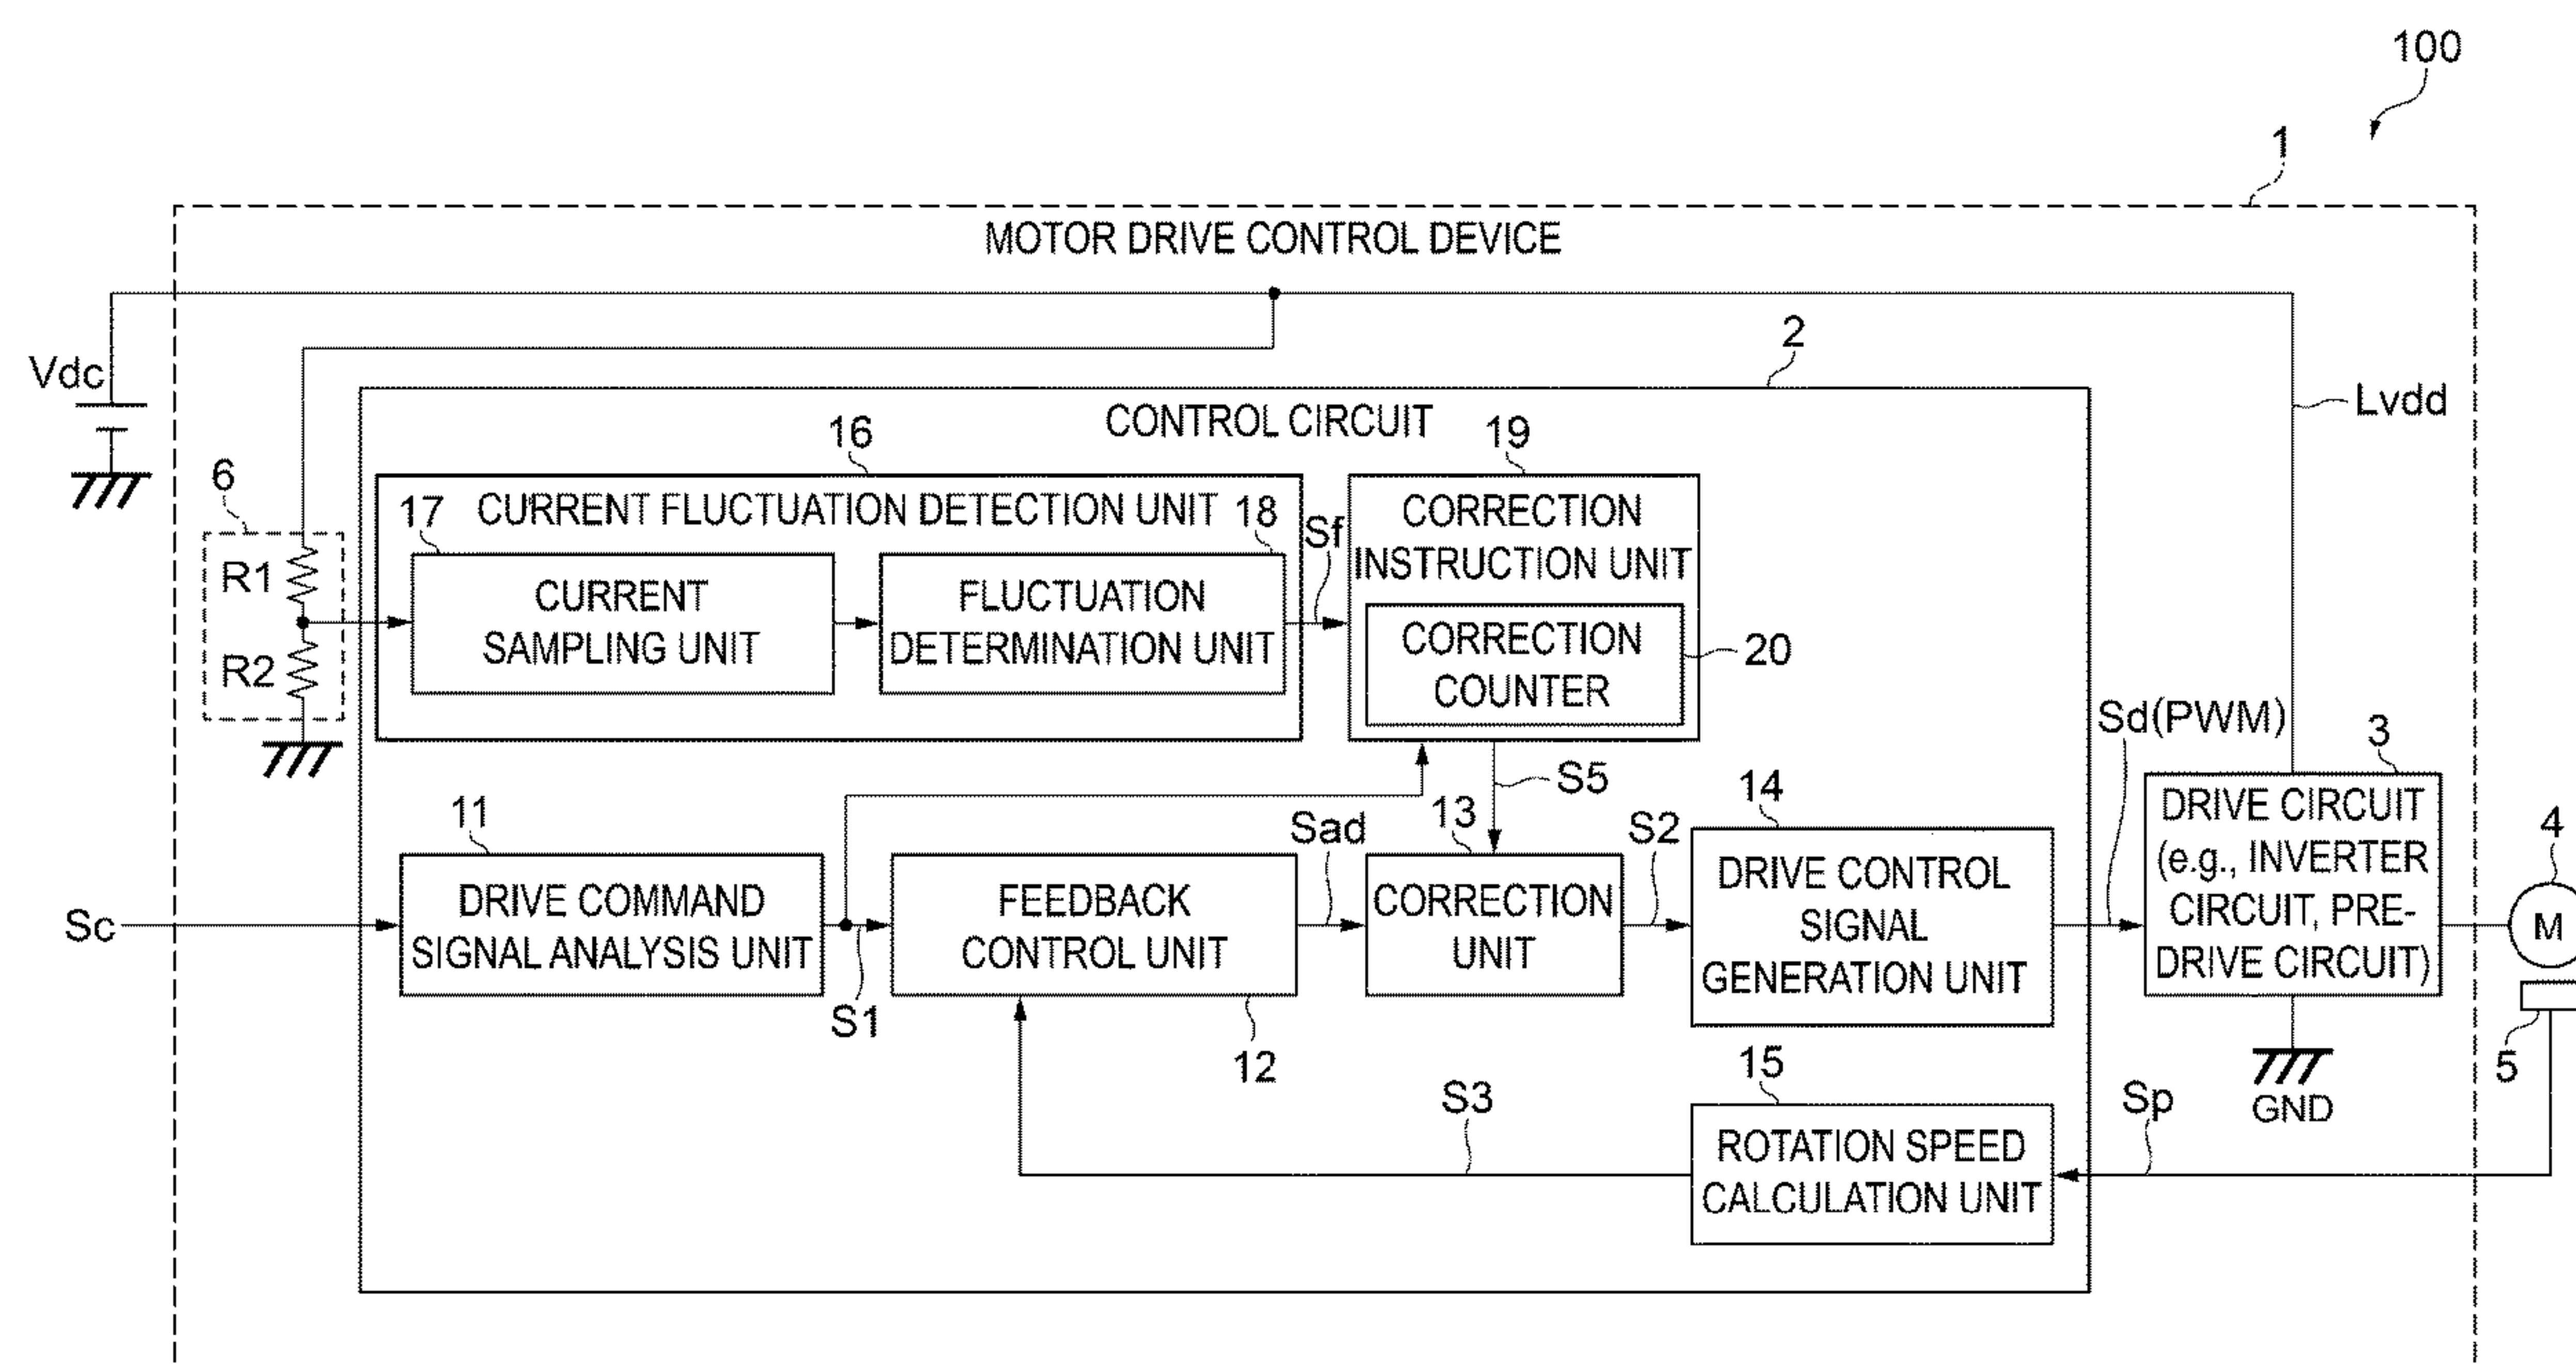 100
1
MOTOR DRIVE CONTROL DEVICE
2
Vdc
Lvdd
CONTROL CIRCUIT
16
19
6
17
CURRENT FLUCTUATION DETECTION UNIT
18
Sf
CORRECTION
INSTRUCTION UNIT
R1
CURRENT
SAMPLING UNIT
FLUCTUATION
DETERMINATION UNIT
R2
CORRECTION
COUNTER
20
Sd(PWM)
3
S5
14
11
Sad
13
S2
DRIVE CIRCUIT
(e.g., INVERTER
CIRCUIT, PRE-
DRIVE CIRCUIT)
4
M
Sc
DRIVE COMMAND
SIGNAL ANALYSIS UNIT
S1
FEEDBACK
CONTROL UNIT
12
CORRECTION
UNIT
DRIVE CONTROL
SIGNAL
GENERATION UNIT
5
GND
15
S3
Sp
ROTATION SPEED
CALCULATION UNIT